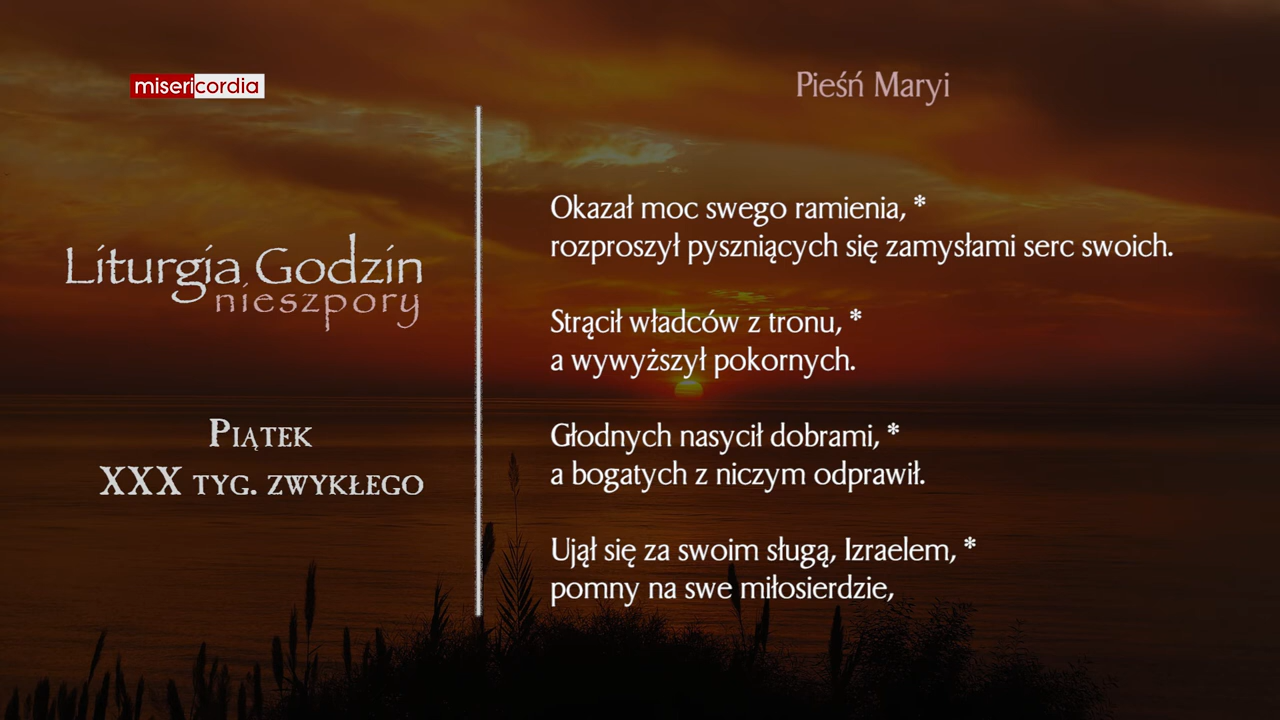 misericordia
Liturgia Godzin
nieszpory
Piątek
XXX tyg. zwykłego
Pieśń Maryi
Okazał moc swego ramienia, *
rozproszył pyszniących się zamysłami serc swoich.
Strącił władców z tronu, *
a wywyższył pokornych.
Głodnych nasycił dobrami, *
a bogatych z niczym odprawił.
Ujął się za swoim sługą, Izraelem, *
pomny na swe miłosierdzie,